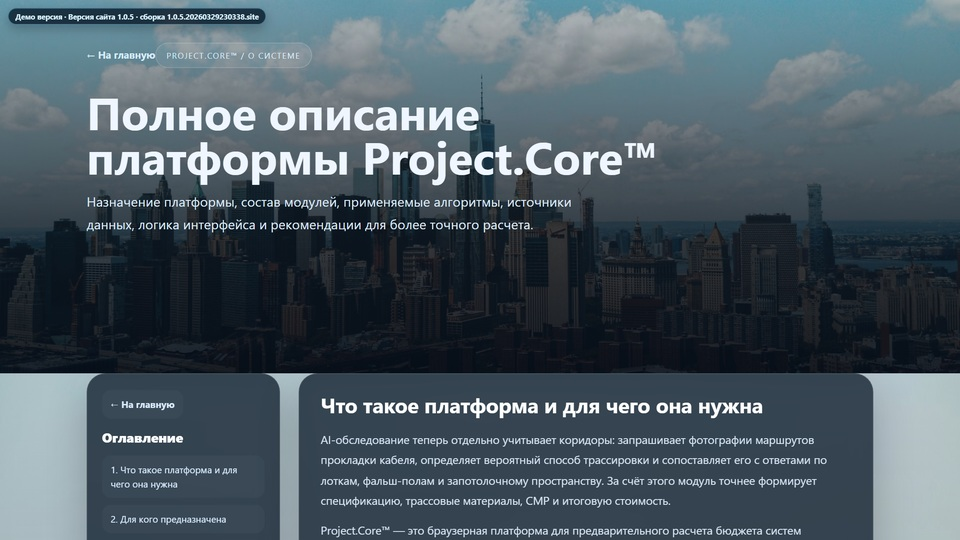 Демо версия · Версия сайта 1.0.5 · сборка 1.0.5.20260329230338.site
← На главную PROJECT.CORE™ / О СИСТЕМЕ
Полное описание
платформы Project.Core™
Назначение платформы, состав модулей, применяемые алгоритмы, источники
данных, логика интерфейса и рекомендации для более точного расчета.
← На главную
Оглавление
1. Что такое платформа и для
чего она нужна
2. Для кого предназначена
Что такое платформа и для чего она нужна
AI-обследование теперь отдельно учитывает коридоры: запрашивает фотографии маршрутов
прокладки кабеля, определяет вероятный способ трассировки и сопоставляет его с ответами по
лоткам, фальш-полам и запотолочному пространству. За счёт этого модуль точнее формирует
спецификацию, трассовые материалы, СМР и итоговую стоимость.
Project.Core™ — это браузерная платформа для предварительного расчета бюджета систем